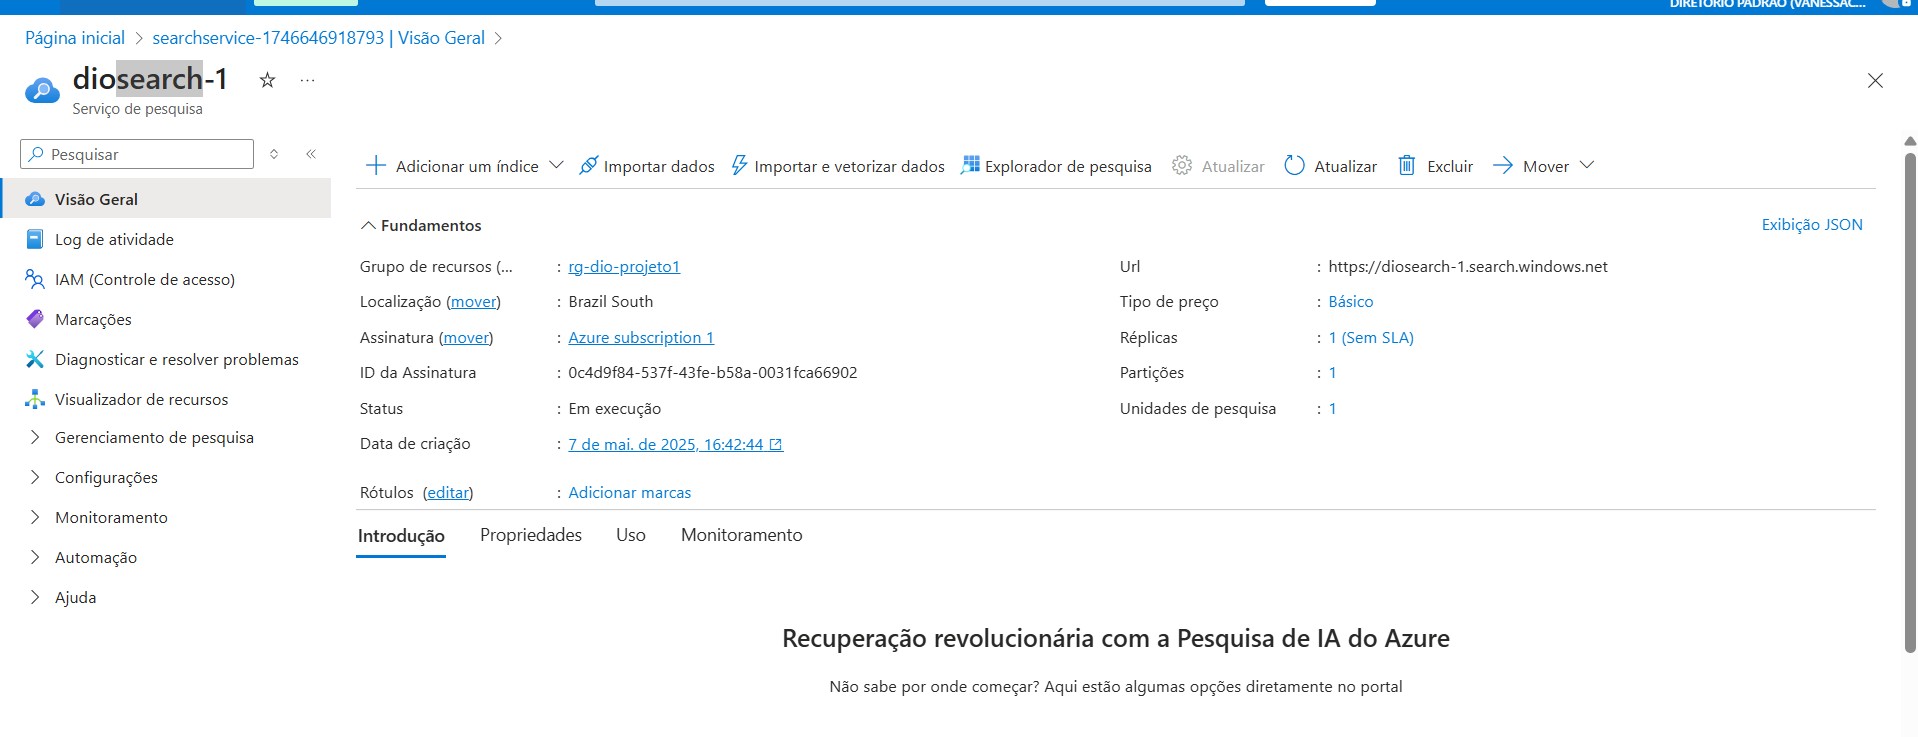 DIRETÓRIO PADRÃO (VANESSAC...
Página inicial > searchservice-1746646918793 | Visão Geral >
diosearch-1
Serviço de pesquisa
Pesquisar
Adicionar um índice Importar dados Importar e vetorizar dados Explorador de pesquisa Atualizar Atualizar Excluir Mover
Visão Geral
Log de atividade
IAM (Controle de acesso)
Marcações
Diagnosticar e resolver problemas
Visualizador de recursos
Gerenciamento de pesquisa
Configurações
Monitoramento
Automação
Ajuda
Fundamentos Exibição JSON
Grupo de recursos (... : rg-dio-projeto1
Localização (mover) : Brazil South
Assinatura (mover) : Azure subscription 1
ID da Assinatura : 0c4d9f84-537f-43fe-b58a-0031fca66902
Status : Em execução
Data de criação : 7 de mai. de 2025, 16:42:44
Rótulos (editar) : Adicionar marcas
Url : https://diosearch-1.search.windows.net
Tipo de preço : Básico
Réplicas : 1 (Sem SLA)
Partições : 1
Unidades de pesquisa : 1
Introdução Propriedades Uso Monitoramento
Recuperação revolucionária com a Pesquisa de IA do Azure
Não sabe por onde começar? Aqui estão algumas opções diretamente no portal